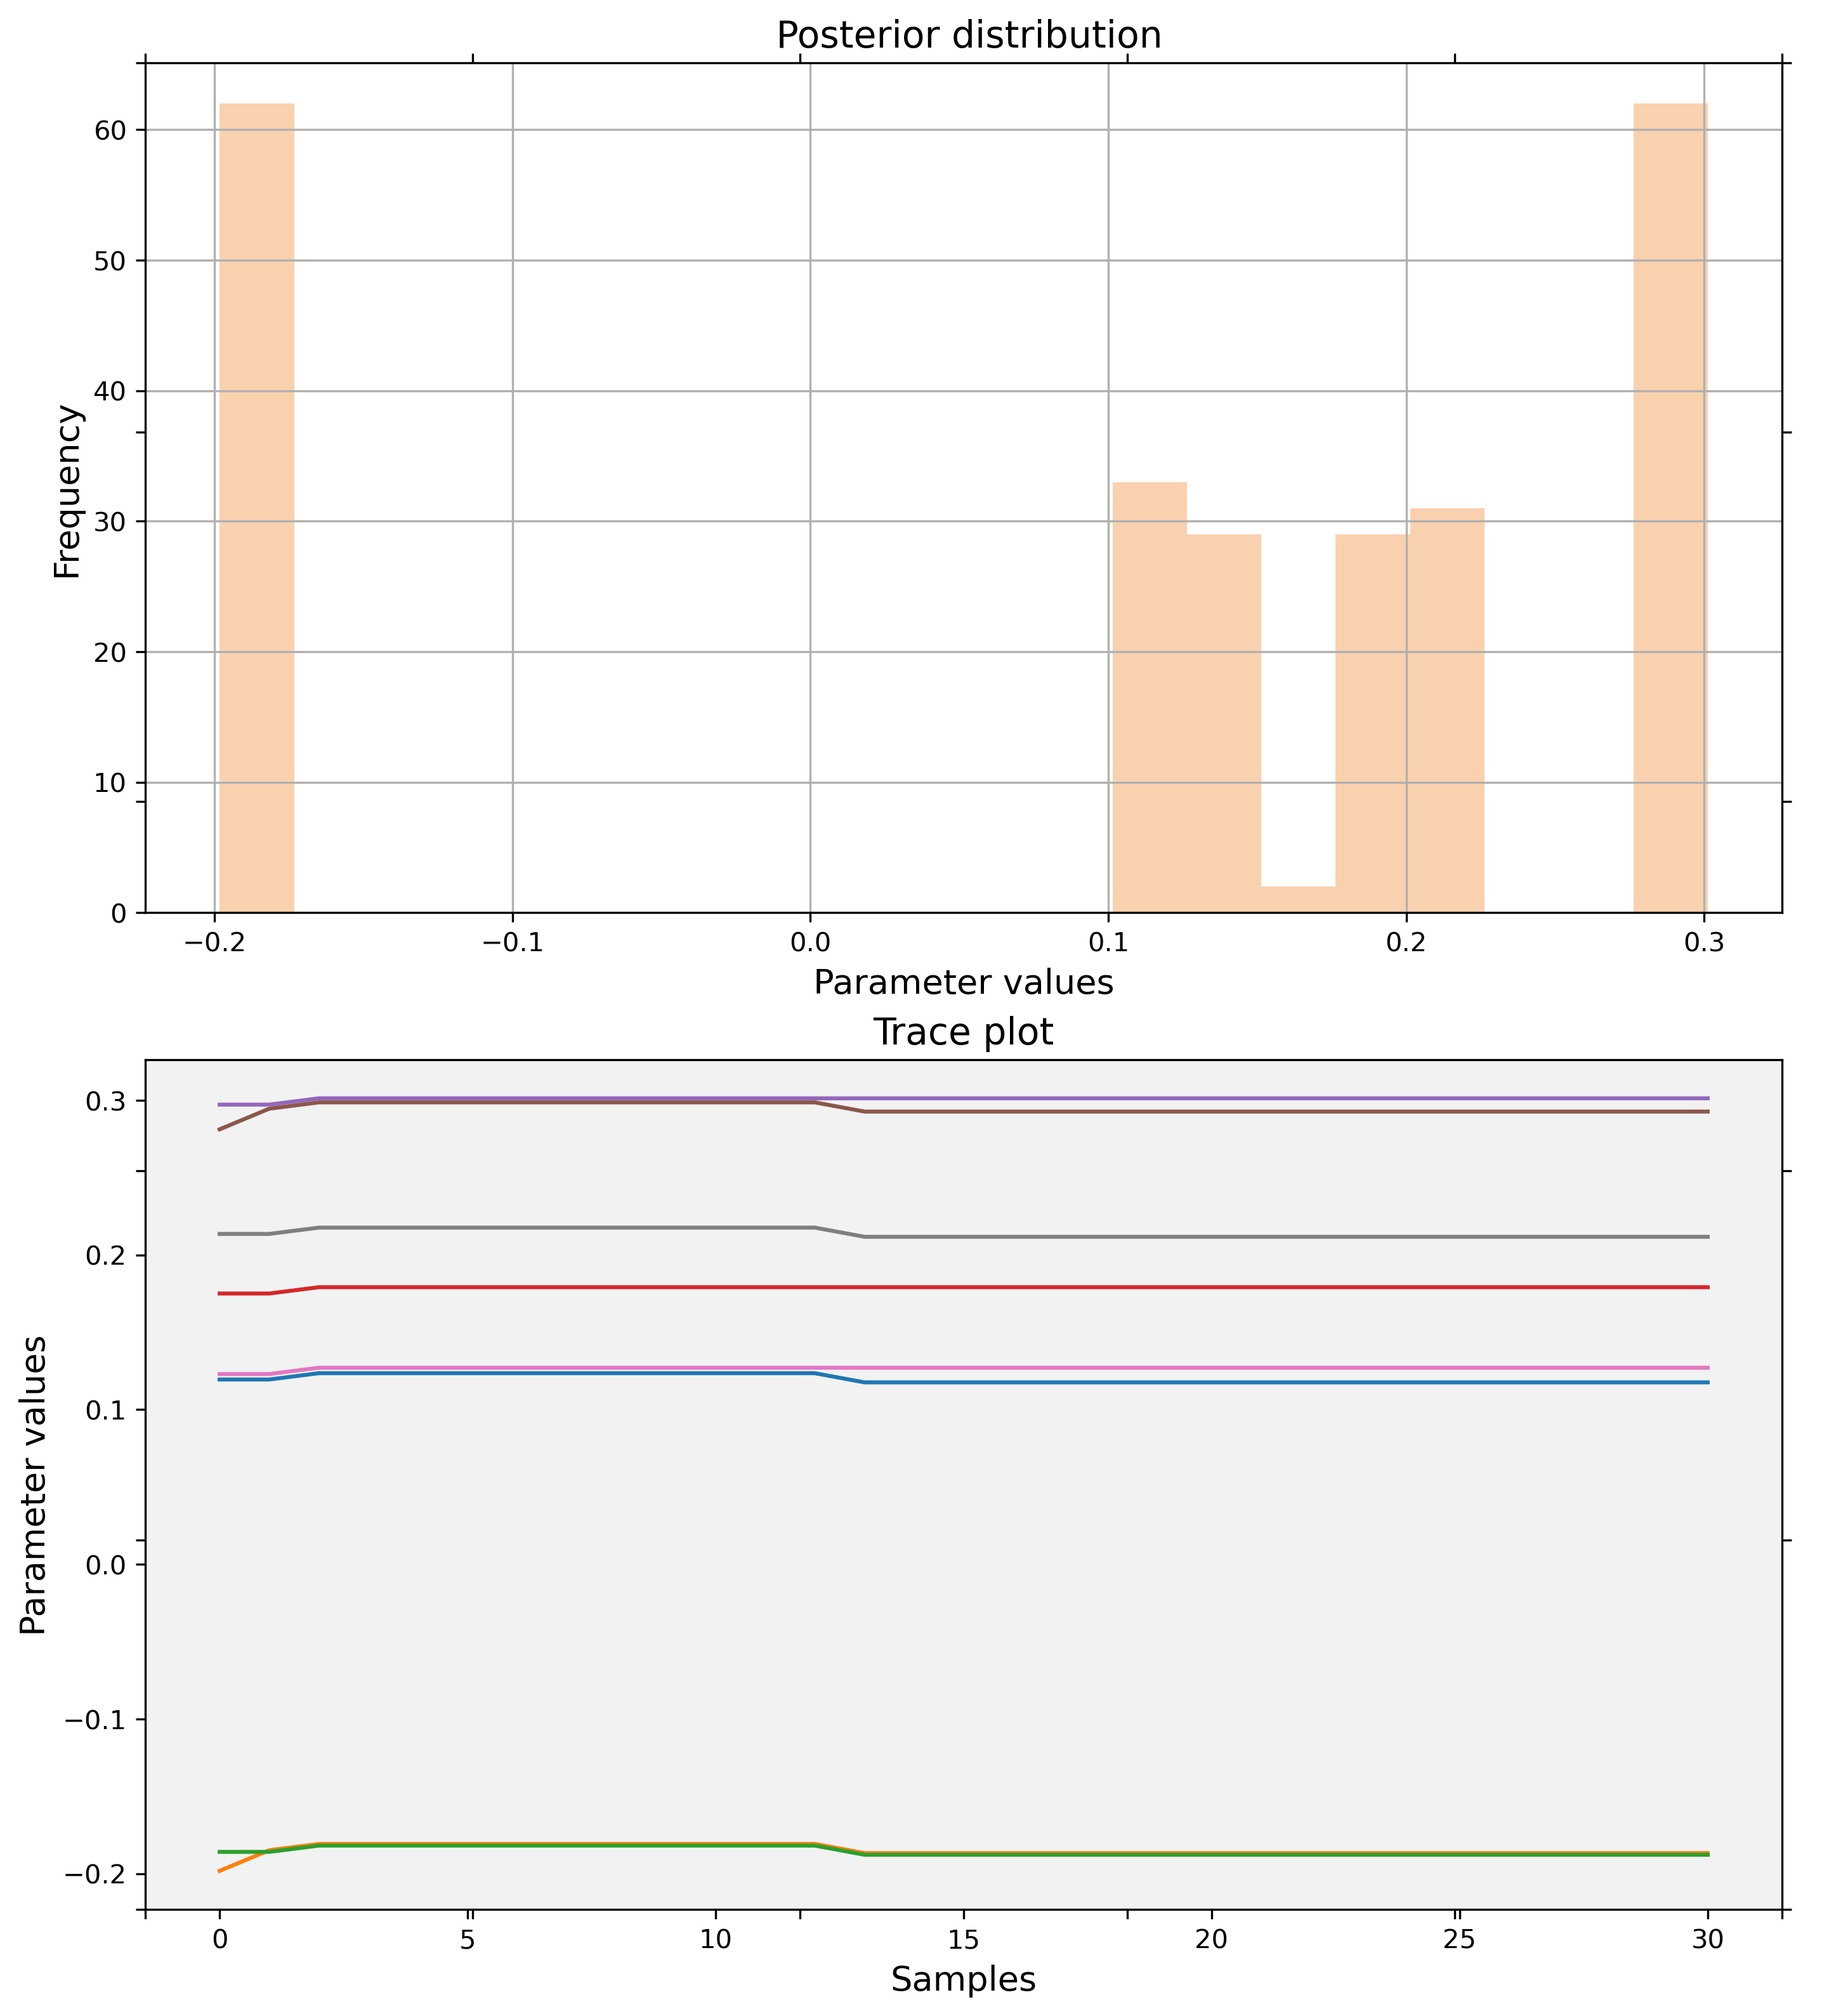 Posterior distribution
60
50
40
30
20
10
0
Frequency
−0.2 −0.1 0.0 0.1 0.2 0.3
Parameter values
Trace plot
0.3
0.2
0.1
0.0
−0.1
−0.2
Parameter values
0 5 10 15 20 25 30
Samples